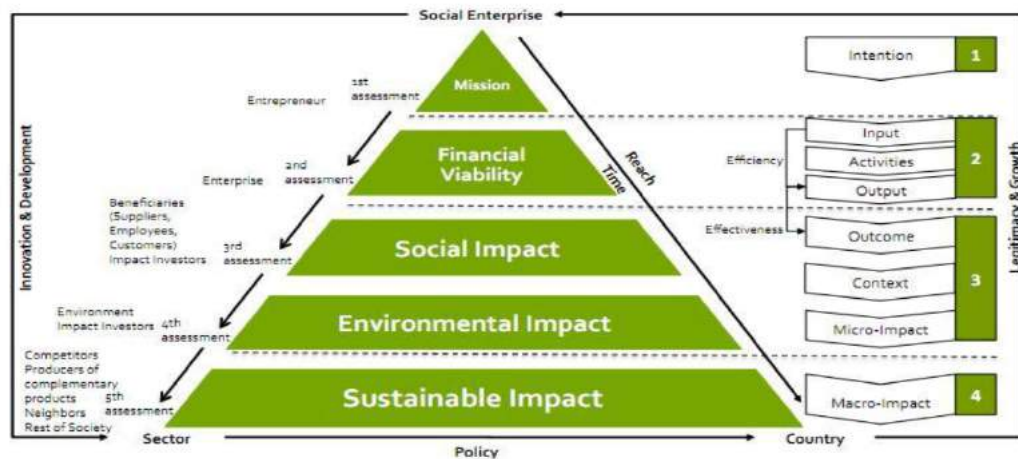 Social Enterprise
Mission
1st
assessment
Entrepreneur
Intention
1
Financial
Viability
2nd
assessment
Enterprise
Reach
Time
Efficiency
Input
Activities
Output
2
Social Impact
Beneficiaries
(Suppliers,
Employees,
Customers)
Impact Investors
3rd
assessment
Effectiveness
Outcome
Context
Micro-Impact
3
Environmental Impact
Environment
Impact Investors
4th
assessment
Sustainable Impact
Competitors
Producers of
complementary
products
Neighbors
Rest of Society
5th
assessment
Macro-Impact
4
Sector
Policy
Country
Innovation & Development
Legitimacy & Growth